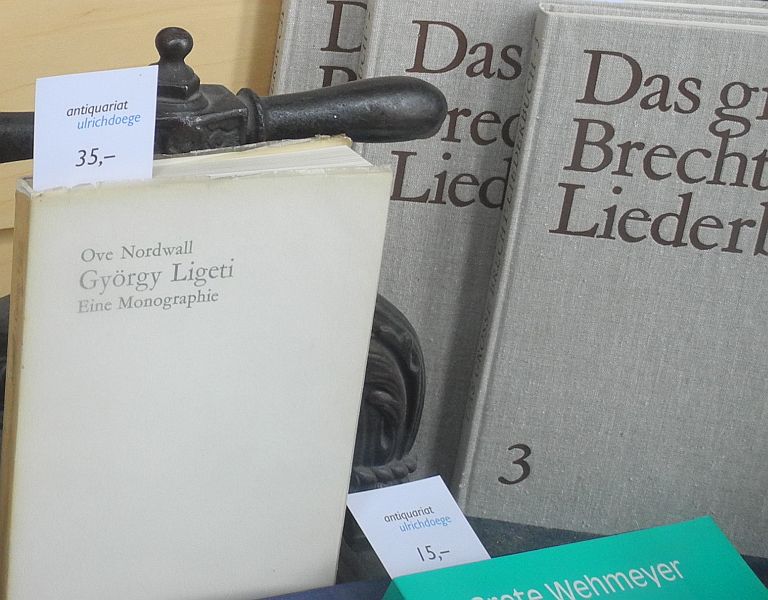 antiquariat
ulrichdoege
35,–
Ove Nordwall
György Ligeti
Eine Monographie
D
B
Das
Brec
Lied
Das gr
Brecht
Liederb
3
antiquariat
ulrichdoege
15,–
Grete Wehmeyer